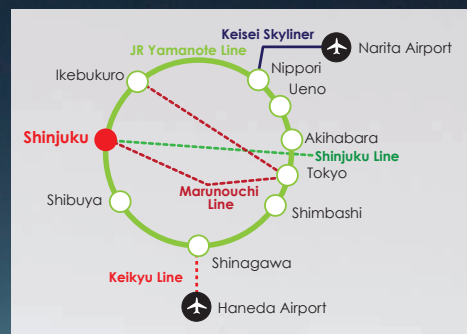 Keisei Skyliner
JR Yamanote Line
Narita Airport
Nippori
Ikebukuro
Ueno
Shinjuku
Akihabara
Shinjuku Line
Tokyo
Marunouchi
Line
Shibuya
Shimbashi
Shinagawa
Keikyu Line
Haneda Airport